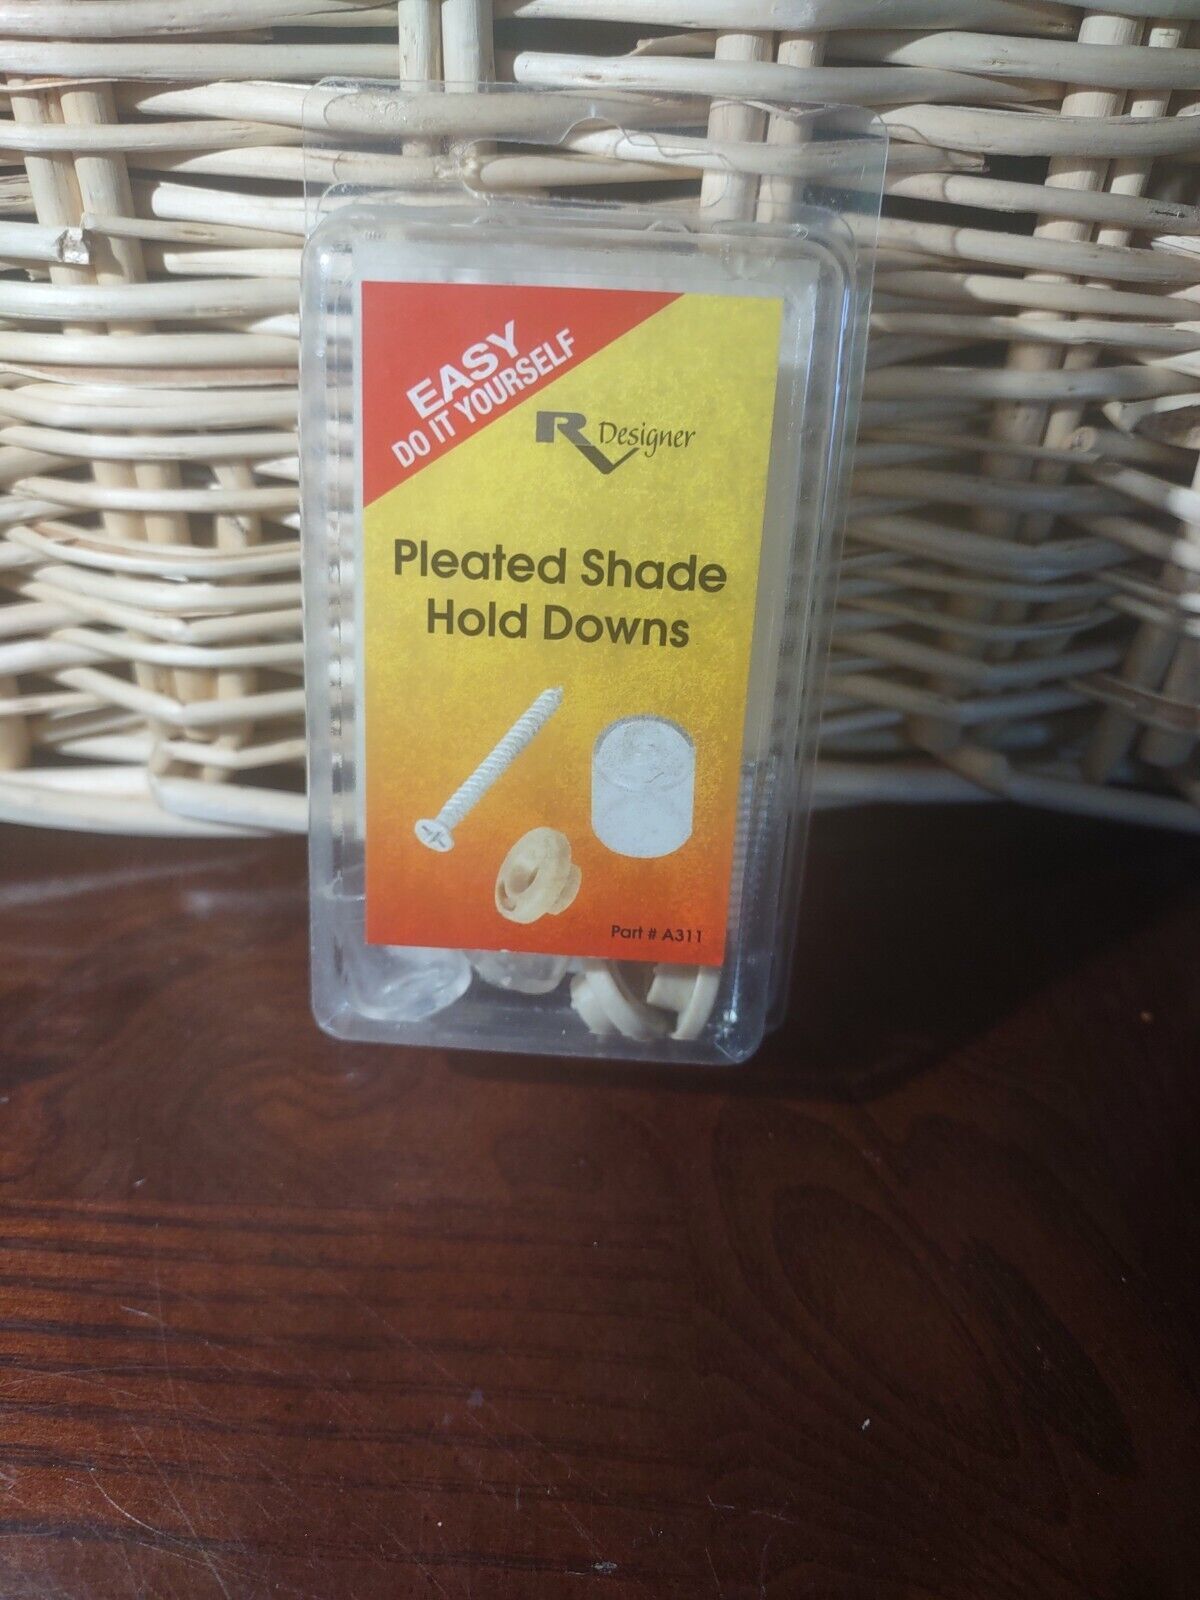 EASY
DO IT YOURSELF
RV Designer
Pleated Shade
Hold Downs
Part # A311